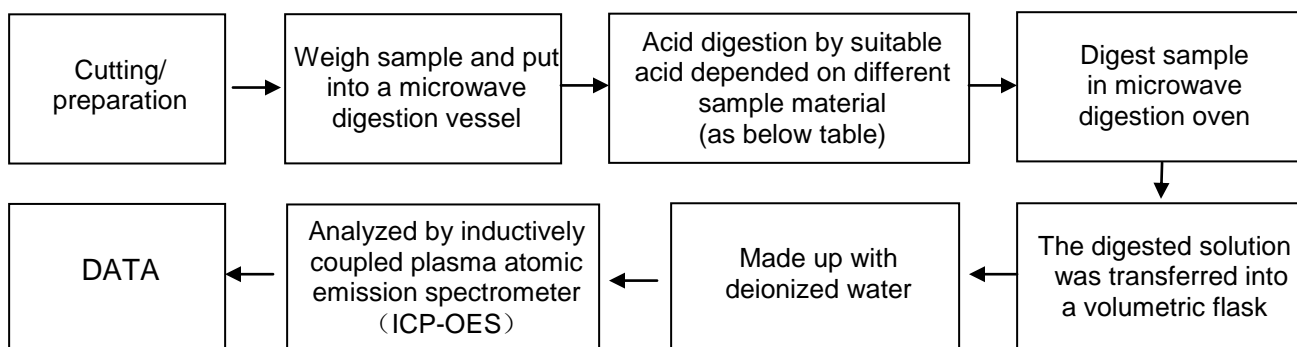 Cutting/
preparation
Weigh sample and put
into a microwave
digestion vessel
Acid digestion by suitable
acid depended on different
sample material
(as below table)
Digest sample
in microwave
digestion oven
The digested solution
was transferred into
a volumetric flask
Made up with
deionized water
Analyzed by inductively
coupled plasma atomic
emission spectrometer
（ICP-OES）
DATA